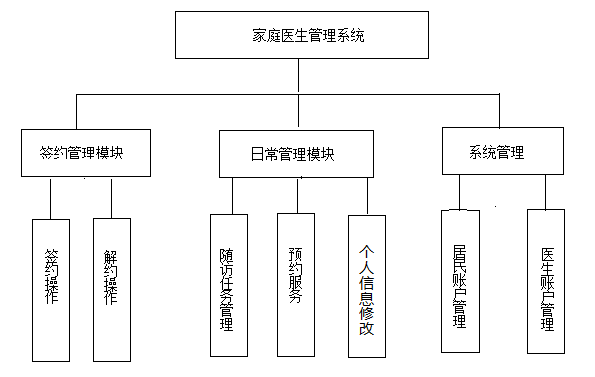 家庭医生管理系统
签约管理模块
日常管理模块
系统管理
签约操作
解约操作
随访任务管理
预约服务
个人信息修改
居民账户管理
医生账户管理